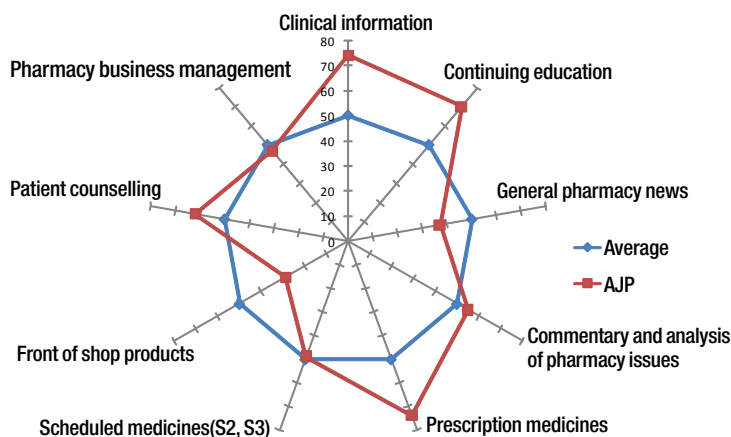 Clinical information
80
70
60
50
40
30
20
10
0
Continuing education
General pharmacy news
Commentary and analysis
of pharmacy issues
Prescription medicines
Scheduled medicines(S2, S3)
Front of shop products
Patient counselling
Pharmacy business management
Average
AJP